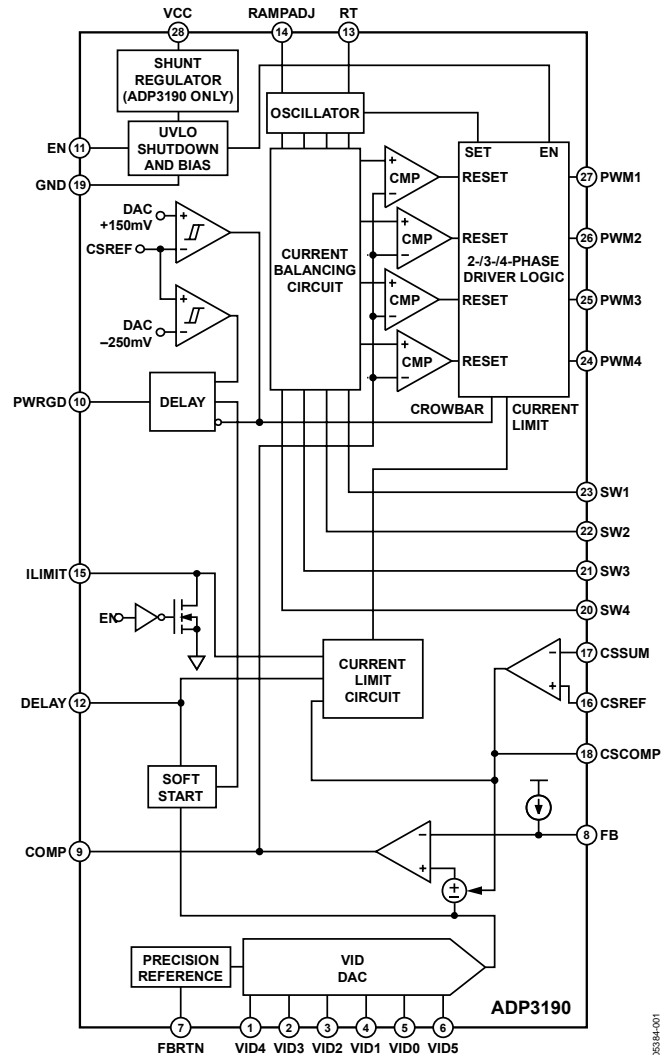 VCC
RAMPADJ
RT
28
14
13
SHUNT
REGULATOR
(ADP3190 ONLY)
OSCILLATOR
UVLO
SHUTDOWN
AND BIAS
EN 11
GND
19
SET
EN
CMP
RESET
27 PWM1
DAC
+150mV
CSREF
CURRENT
BALANCING
CIRCUIT
CMP
RESET
26 PWM2
2-/3-/4-PHASE
DRIVER LOGIC
CMP
RESET
25 PWM3
DAC
–250mV
CMP
RESET
24 PWM4
PWRGD 10
DELAY
CROWBAR
CURRENT
LIMIT
23 SW1
22 SW2
21 SW3
20 SW4
ILIMIT 15
EN
CURRENT
LIMIT
CIRCUIT
17 CSSUM
16 CSREF
DELAY 12
18 CSCOMP
SOFT
START
8 FB
COMP 9
PRECISION
REFERENCE
VID
DAC
ADP3190
7
1
2
3
4
5
6
FBRTN
VID4
VID3
VID2
VID1
VID0
VID5